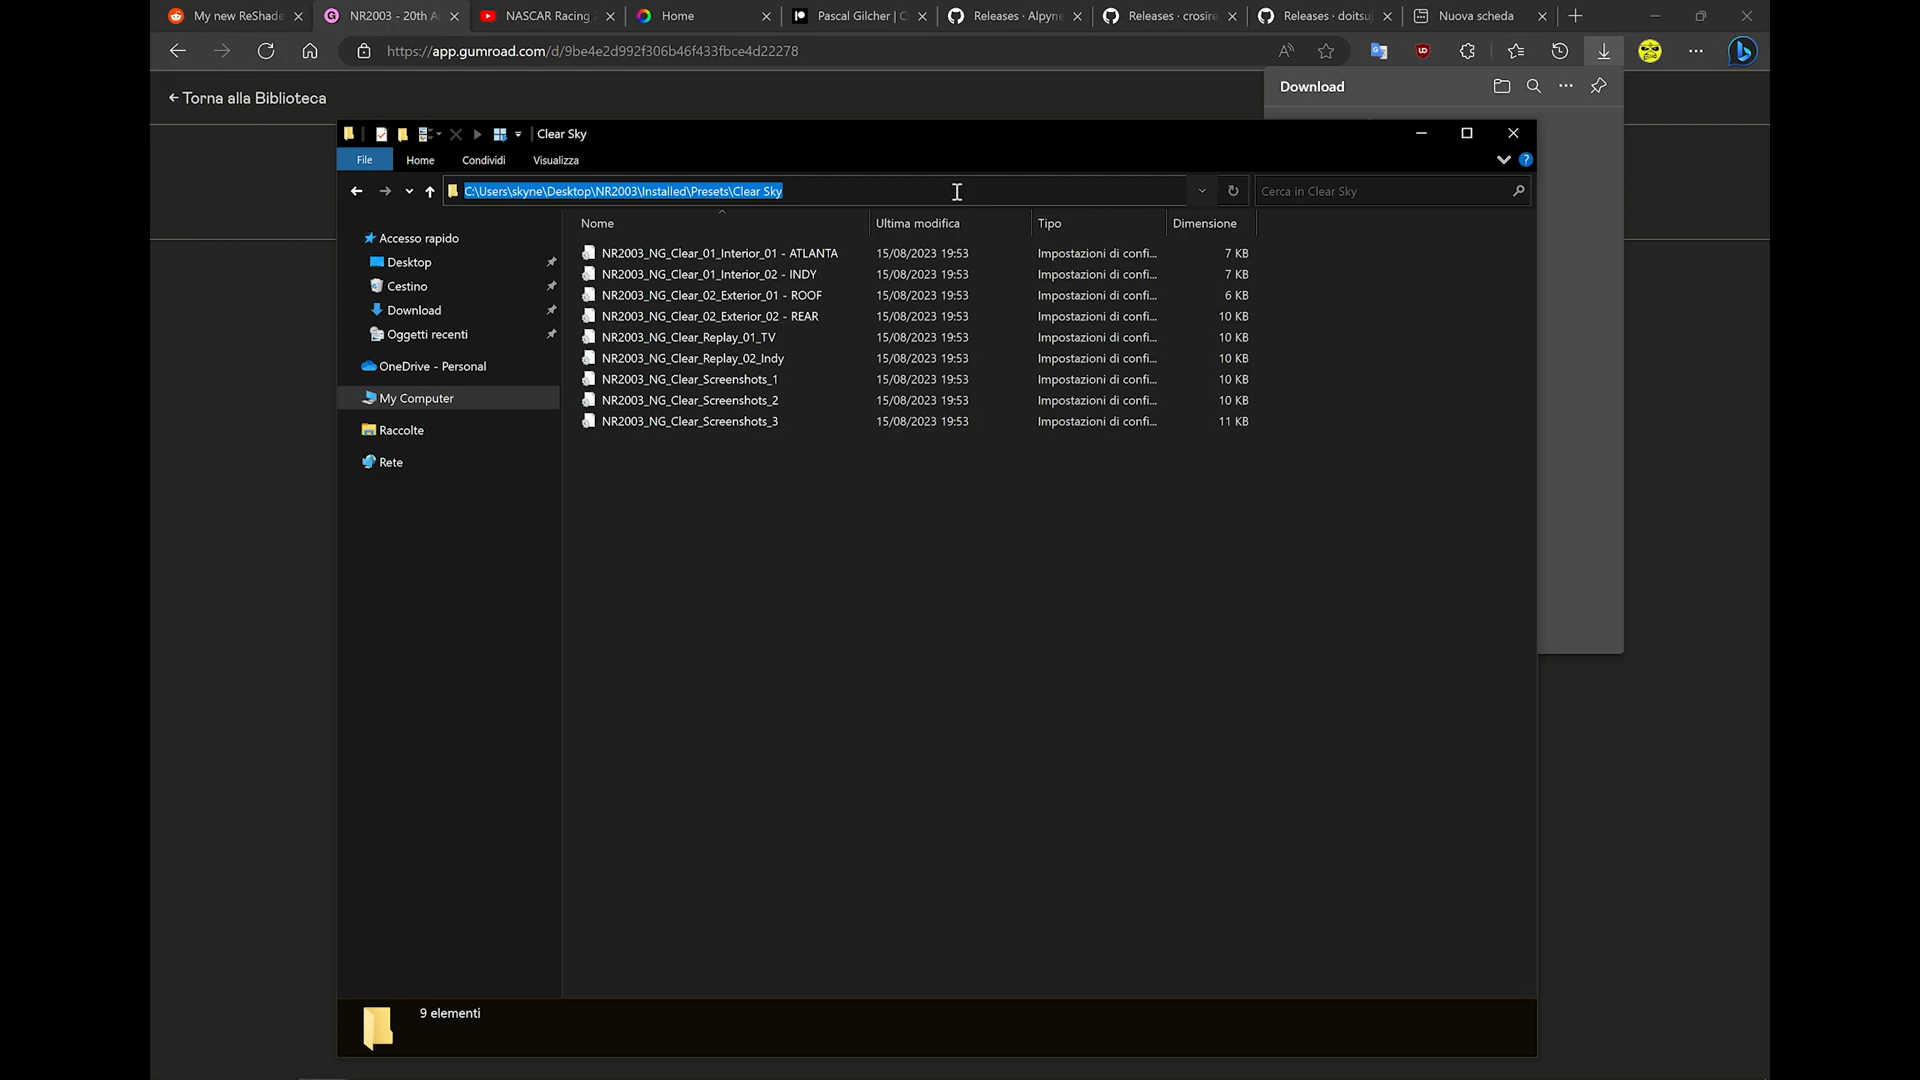 My new ReShade
NR2003 - 20th A
NASCAR Racing 2
Home
Pascal Gilcher | C
Releases · Alpyne
Releases · crosire
Releases · doitsuj
Nuova scheda
https://app.gumroad.com/d/9be4e2d992f306b46f433fbce4d22278
Download
← Torna alla Biblioteca
Clear Sky
File Home Condividi Visualizza
C:\Users\skyne\Desktop\NR2003\Installed\Presets\Clear Sky
Cerca in Clear Sky
Nome Ultima modifica Tipo Dimensione
Accesso rapido
Desktop
Cestino
Download
Oggetti recenti
OneDrive - Personal
My Computer
Raccolte
Rete
NR2003_NG_Clear_01_Interior_01 - ATLANTA 15/08/2023 19:53 Impostazioni di confi... 7 KB
NR2003_NG_Clear_01_Interior_02 - INDY 15/08/2023 19:53 Impostazioni di confi... 7 KB
NR2003_NG_Clear_02_Exterior_01 - ROOF 15/08/2023 19:53 Impostazioni di confi... 6 KB
NR2003_NG_Clear_02_Exterior_02 - REAR 15/08/2023 19:53 Impostazioni di confi... 10 KB
NR2003_NG_Clear_Replay_01_TV 15/08/2023 19:53 Impostazioni di confi... 10 KB
NR2003_NG_Clear_Replay_02_Indy 15/08/2023 19:53 Impostazioni di confi... 10 KB
NR2003_NG_Clear_Screenshots_1 15/08/2023 19:53 Impostazioni di confi... 10 KB
NR2003_NG_Clear_Screenshots_2 15/08/2023 19:53 Impostazioni di confi... 10 KB
NR2003_NG_Clear_Screenshots_3 15/08/2023 19:53 Impostazioni di confi... 11 KB
9 elementi